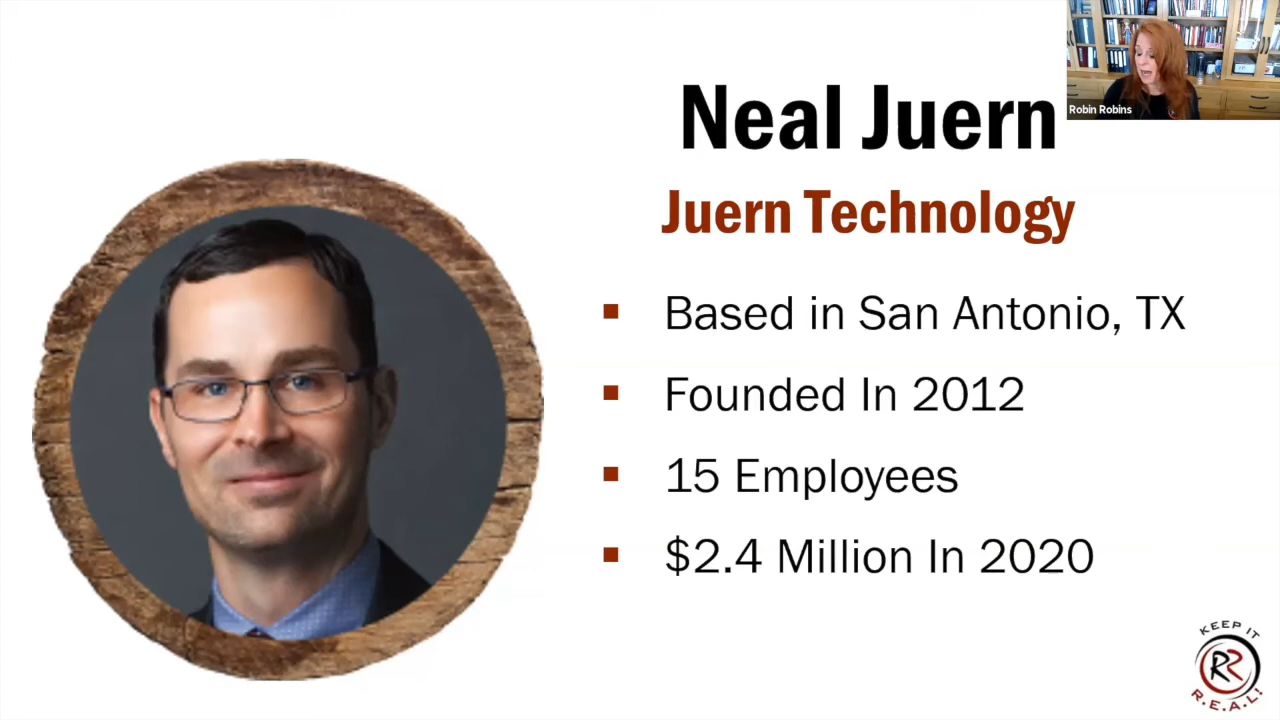 Neal Juern
Robin Robins
Juern Technology
Based in San Antonio, TX
Founded In 2012
15 Employees
$2.4 Million In 2020
KEEP IT
RR
R.E.A.L!